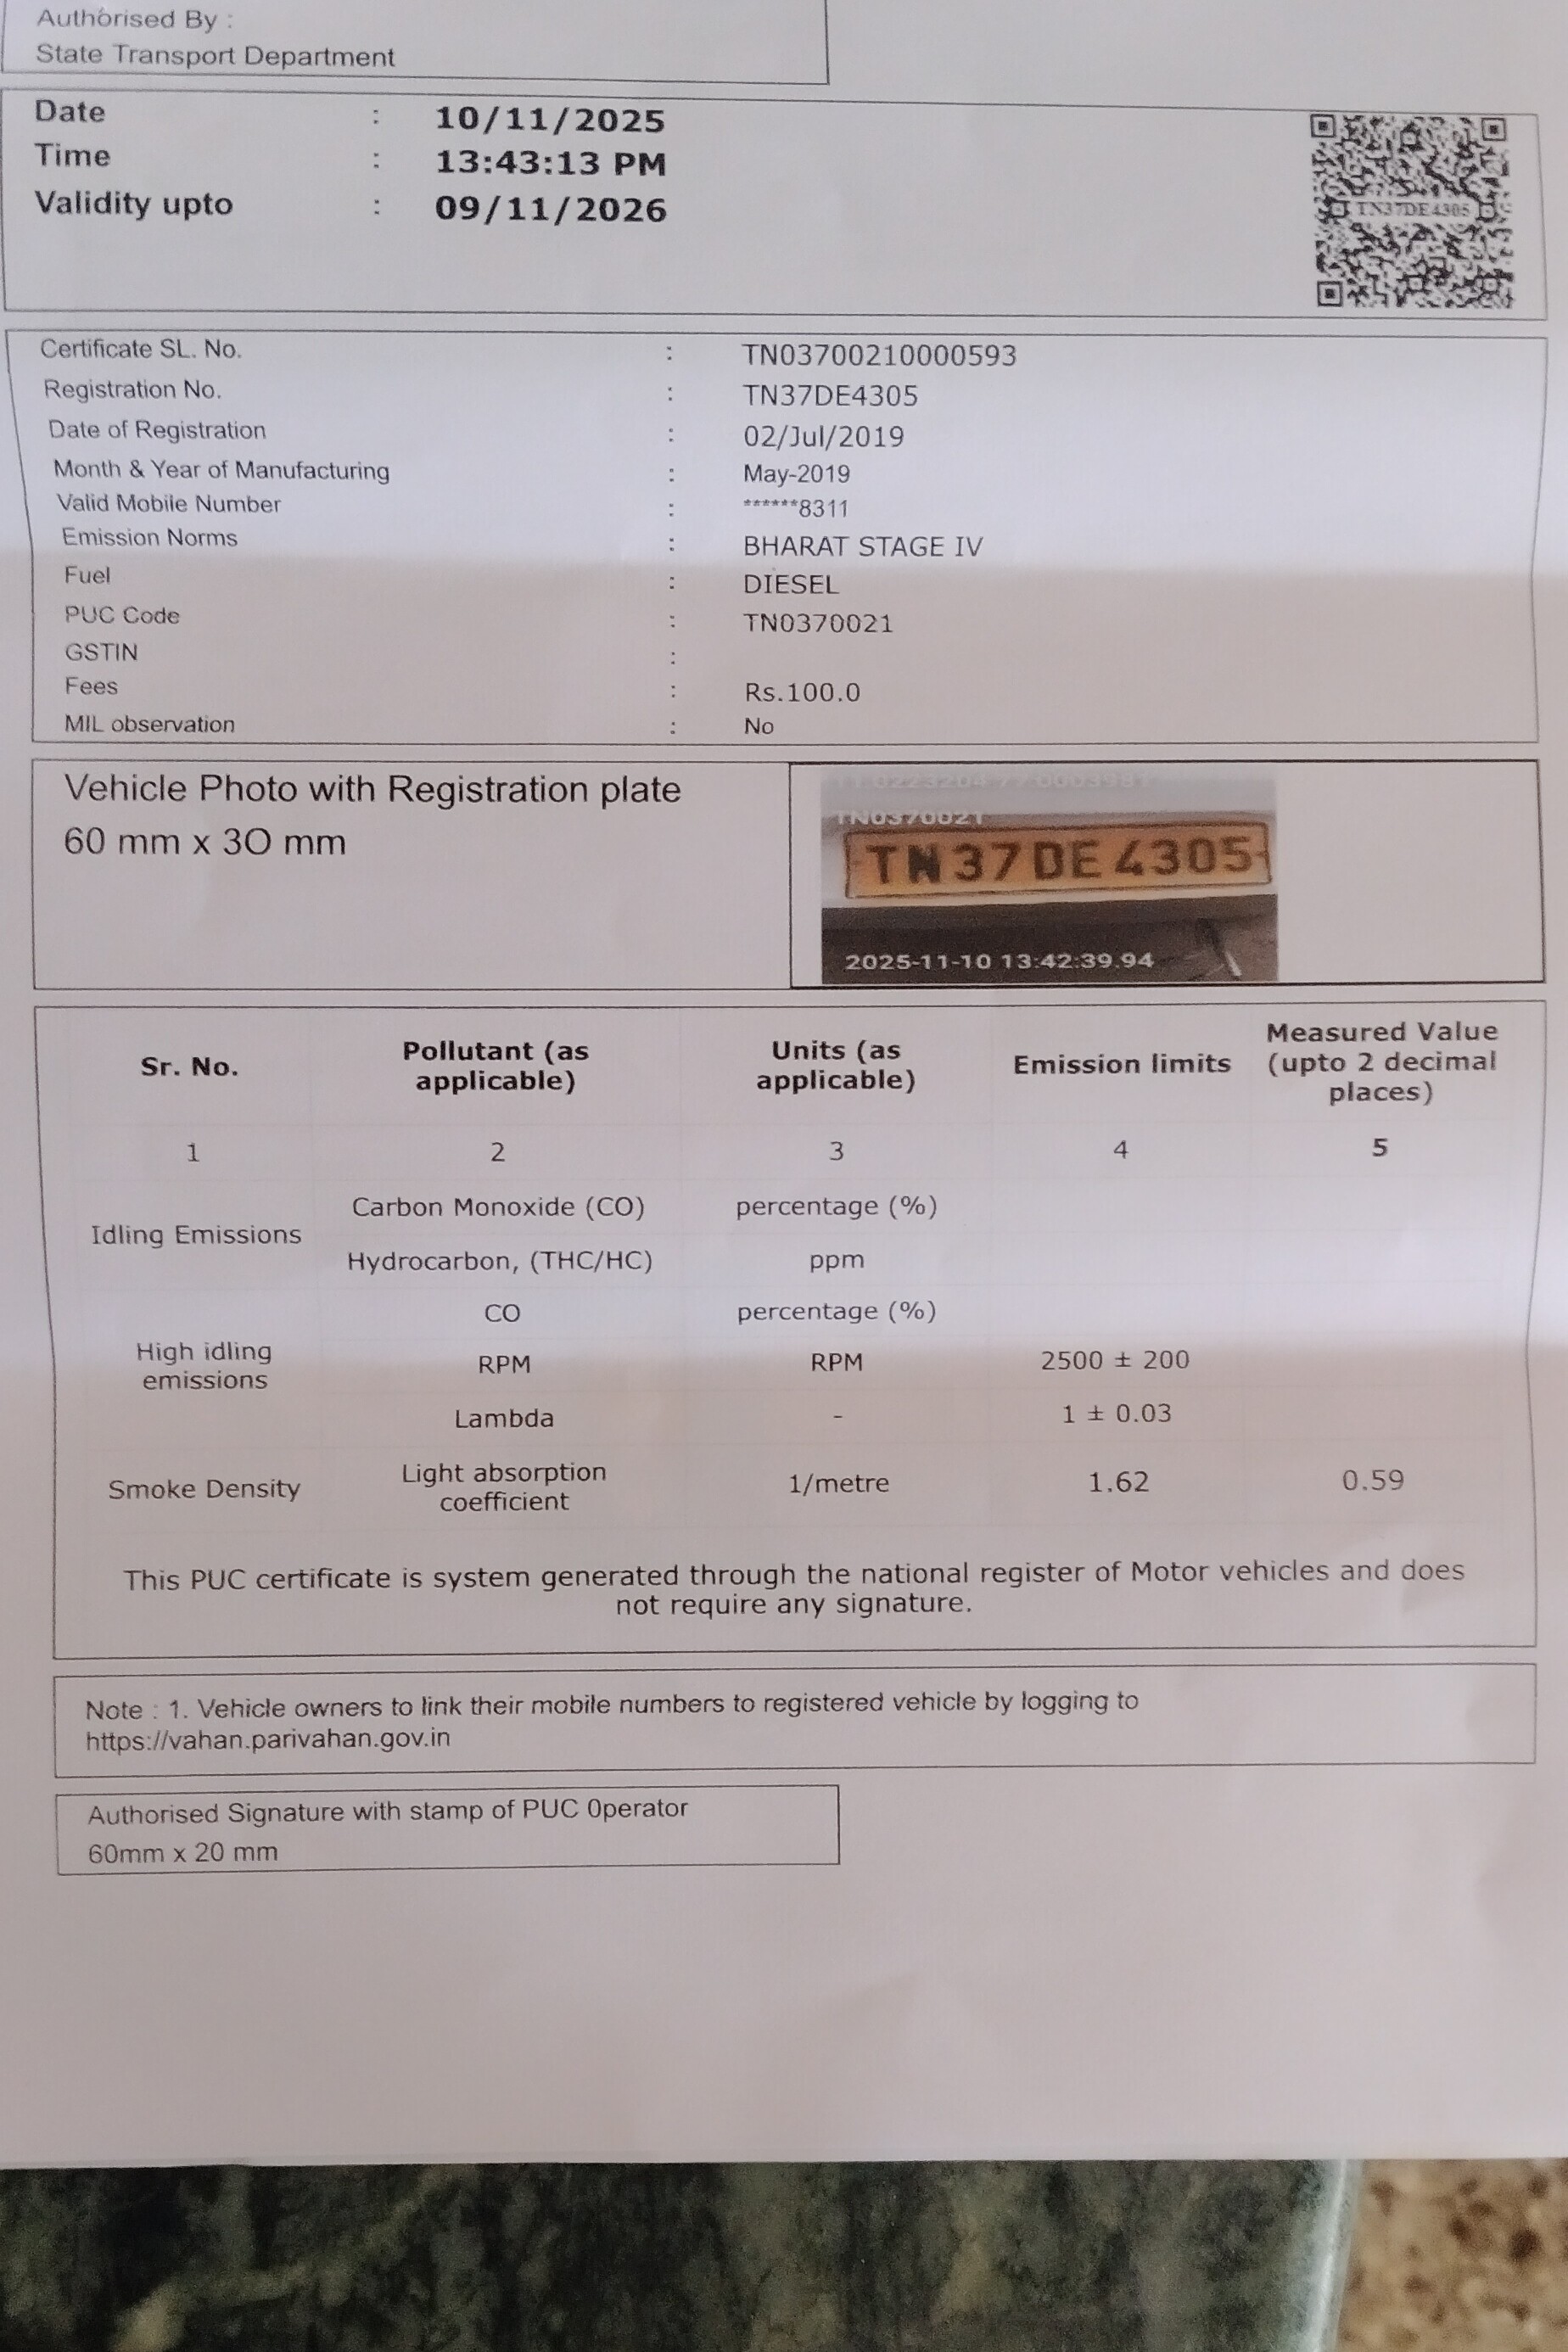 Authorised By :
State Transport Department
Date : 10/11/2025
Time : 13:43:13 PM
Validity upto : 09/11/2026
TN37DE4305
Certificate SL. No. : TN03700210000593
Registration No. : TN37DE4305
Date of Registration : 02/Jul/2019
Month & Year of Manufacturing : May-2019
Valid Mobile Number : ******8311
Emission Norms : BHARAT STAGE IV
Fuel : DIESEL
PUC Code : TN0370021
GSTIN :
Fees : Rs.100.0
MIL observation : No
Vehicle Photo with Registration plate
60 mm x 3O mm
TN0370021
TN37DE4305
2025-11-10 13:42:39.94
Sr. No. Pollutant (as applicable) Units (as applicable) Emission limits Measured Value (upto 2 decimal places)
1 2 3 4 5
Idling Emissions
Carbon Monoxide (CO) percentage (%)
Hydrocarbon, (THC/HC) ppm
High idling emissions
CO percentage (%)
RPM RPM 2500 ± 200
Lambda - 1 ± 0.03
Smoke Density Light absorption coefficient 1/metre 1.62 0.59
This PUC certificate is system generated through the national register of Motor vehicles and does
not require any signature.
Note : 1. Vehicle owners to link their mobile numbers to registered vehicle by logging to
https://vahan.parivahan.gov.in
Authorised Signature with stamp of PUC 0perator
60mm x 20 mm